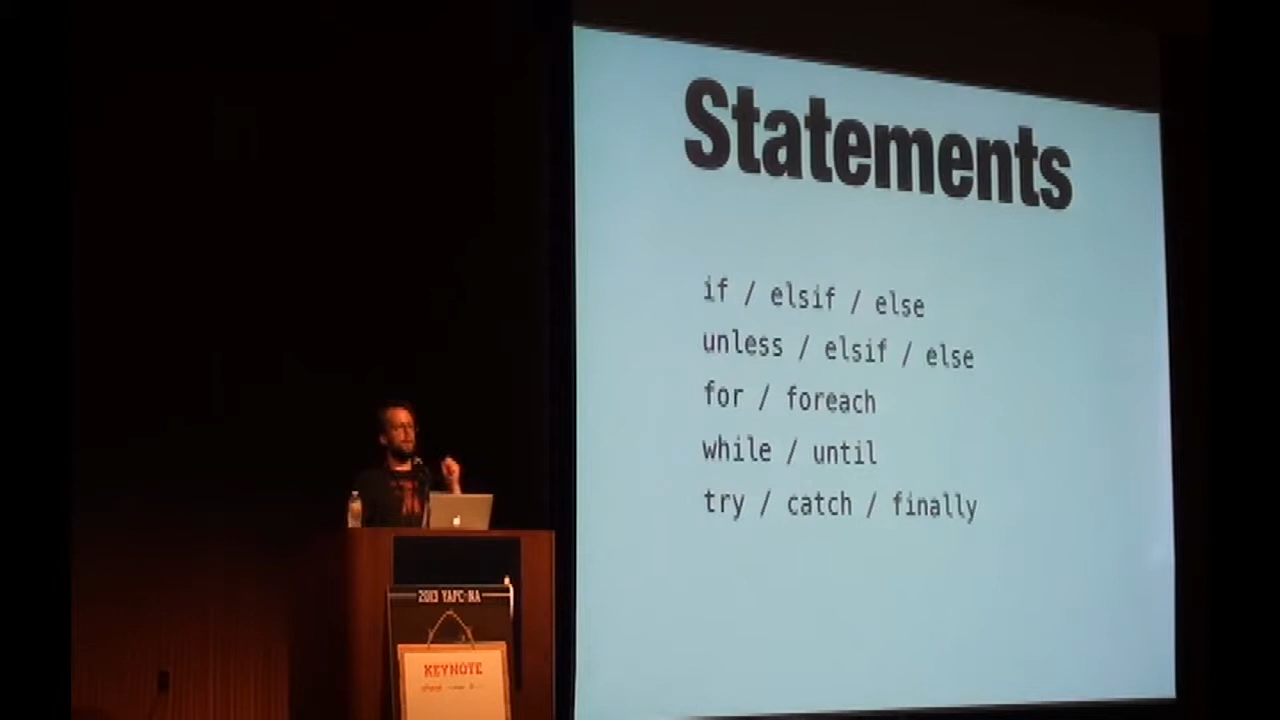 Statements
if / elsif / else
unless / elsif / else
for / foreach
while / until
try / catch / finally
2013 YAPC::NA
KEYNOTE